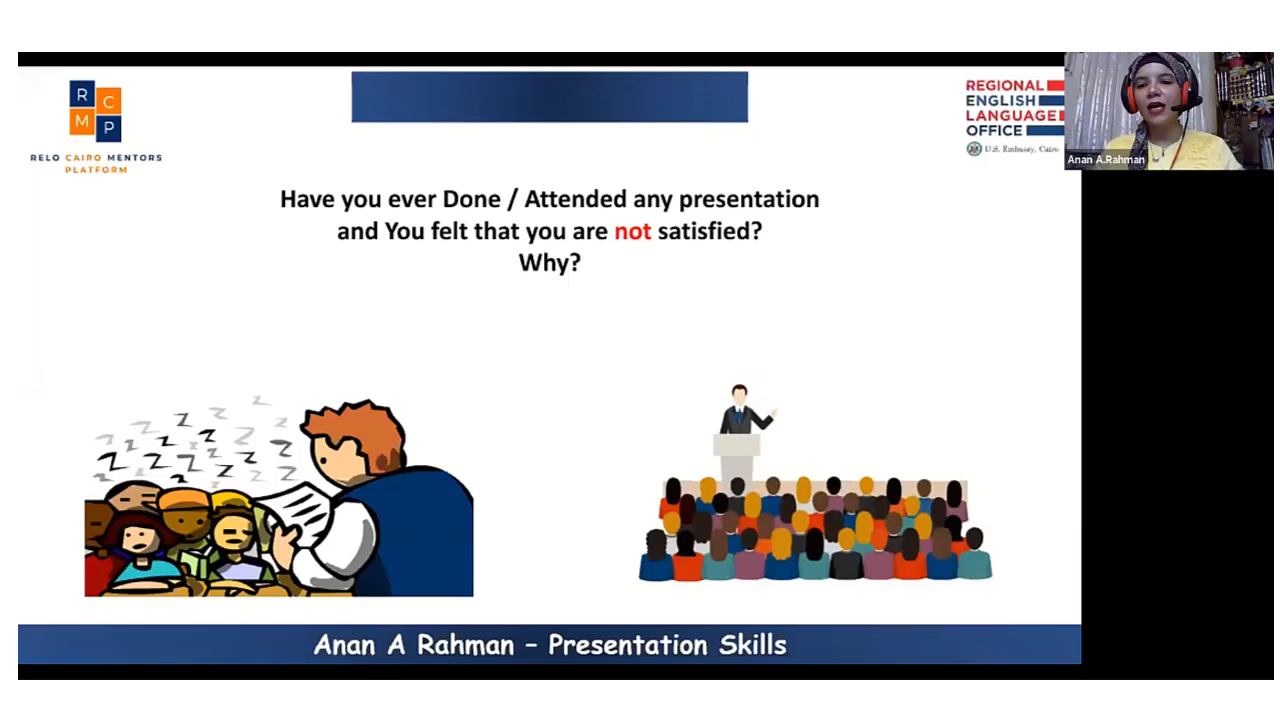 R
C
M
P
RELO CAIRO MENTORS
PLATFORM
REGIONAL
ENGLISH
LANGUAGE
OFFICE
U.S. Embassy, Cairo
Anan A.Rahman
Have you ever Done / Attended any presentation
and You felt that you are not satisfied?
Why?
z z z z z z z z z z z z z z z z z z z
Anan A Rahman – Presentation Skills